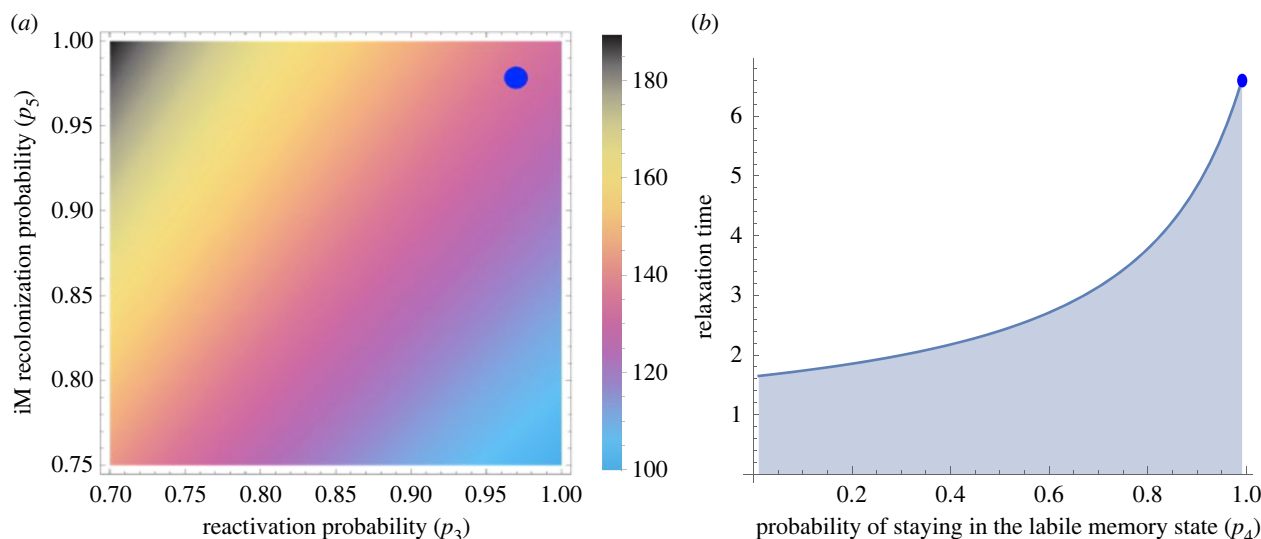 (a)
1.00
0.95
0.90
0.85
0.80
0.75
iM recolonization probability (p5)
0.70 0.75 0.80 0.85 0.90 0.95 1.00
reactivation probability (p3)
180
160
140
120
100
(b)
6
5
4
3
2
1
relaxation time
0.2 0.4 0.6 0.8 1.0
probability of staying in the labile memory state (p4)